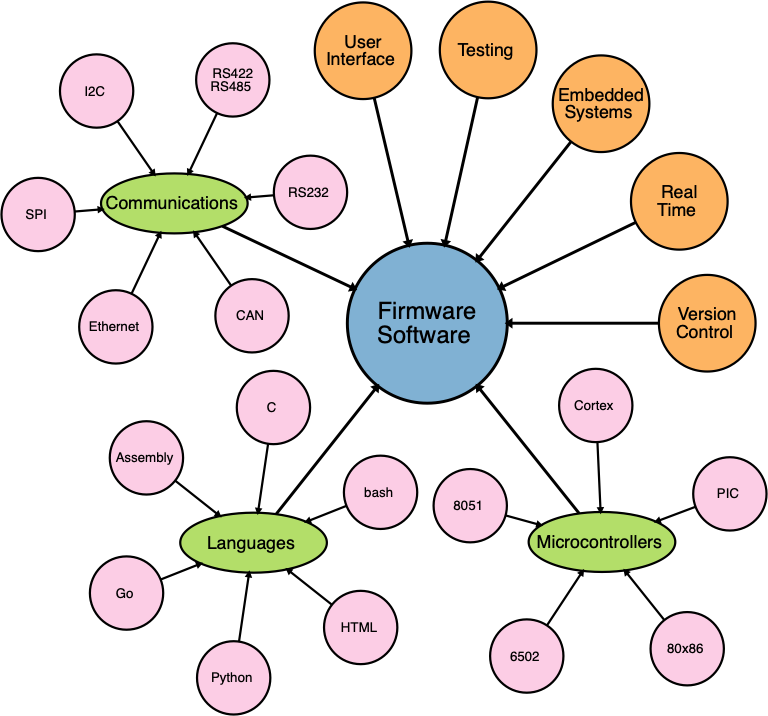 User
Interface
Testing
Embedded
Systems
Real
Time
Version
Control
I2C
RS422
RS485
RS232
SPI
Communications
Ethernet
CAN
Firmware
Software
C
Assembly
bash
Languages
Go
Python
HTML
Cortex
8051
PIC
Microcontrollers
6502
80x86